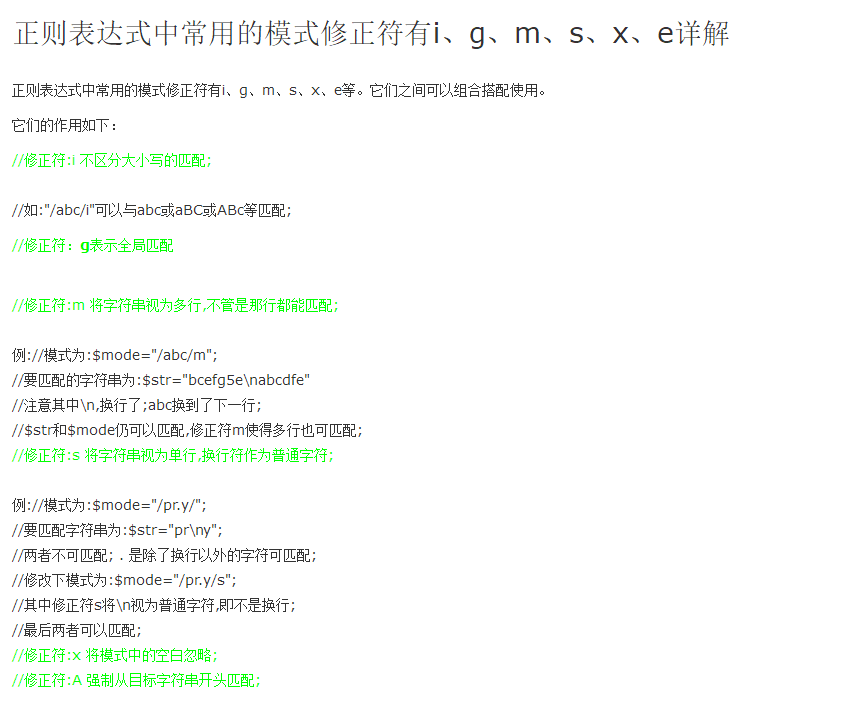 正则表达式中常用的模式修正符有i、g、m、s、x、e详解
正则表达式中常用的模式修正符有i、g、m、s、x、e等。它们之间可以组合搭配使用。
它们的作用如下：
//修正符:i 不区分大小写的匹配;
//如:"/abc/i"可以与abc或aBC或ABc等匹配;
//修正符：g表示全局匹配
//修正符:m 将字符串视为多行,不管是那行都能匹配;
例://模式为:$mode="/abc/m";
//要匹配的字符串为:$str="bcefg5e\nabcdfe"
//注意其中\n,换行了;abc换到了下一行;
//$str和$mode仍可以匹配,修正符m使得多行也可匹配;
//修正符:s 将字符串视为单行,换行符作为普通字符;
例://模式为:$mode="/pr.y/";
//要匹配字符串为:$str="pr\ny";
//两者不可匹配; . 是除了换行以外的字符可匹配;
//修改下模式为:$mode="/pr.y/s";
//其中修正符s将\n视为普通字符,即不是换行;
//最后两者可以匹配;
//修正符:x 将模式中的空白忽略;
//修正符:A 强制从目标字符串开头匹配;